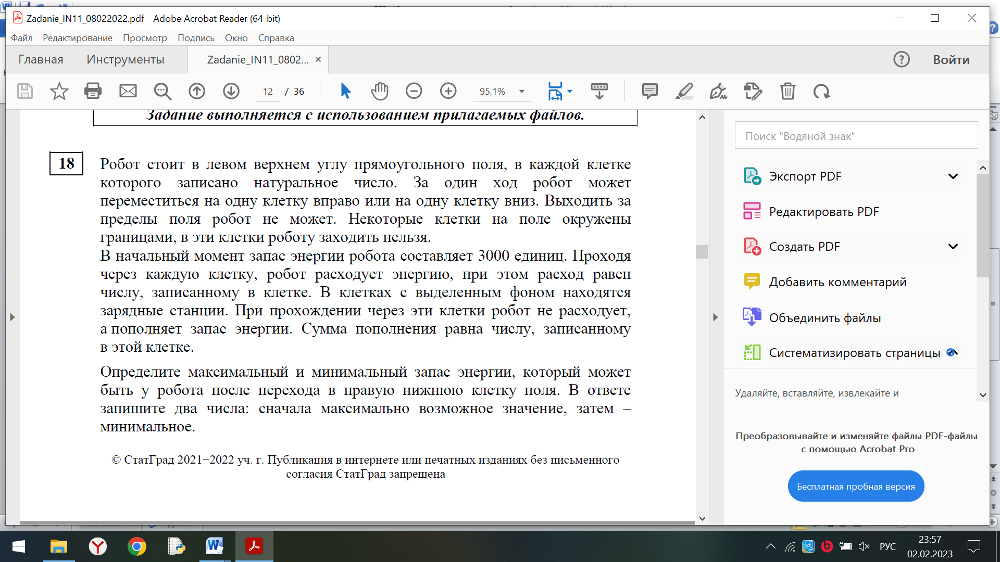 Zadanie_IN11_08022022.pdf - Adobe Acrobat Reader (64-bit)
Файл Редактирование Просмотр Подпись Окно Справка
Главная Инструменты Zadanie_IN11_0802... × Войти
12 / 36 95,1%
Задание выполняется с использованием прилагаемых файлов.
18
Робот стоит в левом верхнем углу прямоугольного поля, в каждой клетке
которого записано натуральное число. За один ход робот может
переместиться на одну клетку вправо или на одну клетку вниз. Выходить за
пределы поля робот не может. Некоторые клетки на поле окружены
границами, в эти клетки роботу заходить нельзя.
В начальный момент запас энергии робота составляет 3000 единиц. Проходя
через каждую клетку, робот расходует энергию, при этом расход равен
числу, записанному в клетке. В клетках с выделенным фоном находятся
зарядные станции. При прохождении через эти клетки робот не расходует,
а пополняет запас энергии. Сумма пополнения равна числу, записанному
в этой клетке.
Определите максимальный и минимальный запас энергии, который может
быть у робота после перехода в правую нижнюю клетку поля. В ответе
запишите два числа: сначала максимально возможное значение, затем –
минимальное.
© СтатГрад 2021−2022 уч. г. Публикация в интернете или печатных изданиях без письменного
согласия СтатГрад запрещена
Поиск "Водяной знак"
Экспорт PDF
Редактировать PDF
Создать PDF
Добавить комментарий
Объединить файлы
Систематизировать страницы
Удаляйте, вставляйте, извлекайте и
Преобразовывайте и изменяйте файлы PDF-файлы
с помощью Acrobat Pro
Бесплатная пробная версия
РУС
23:57
02.02.2023